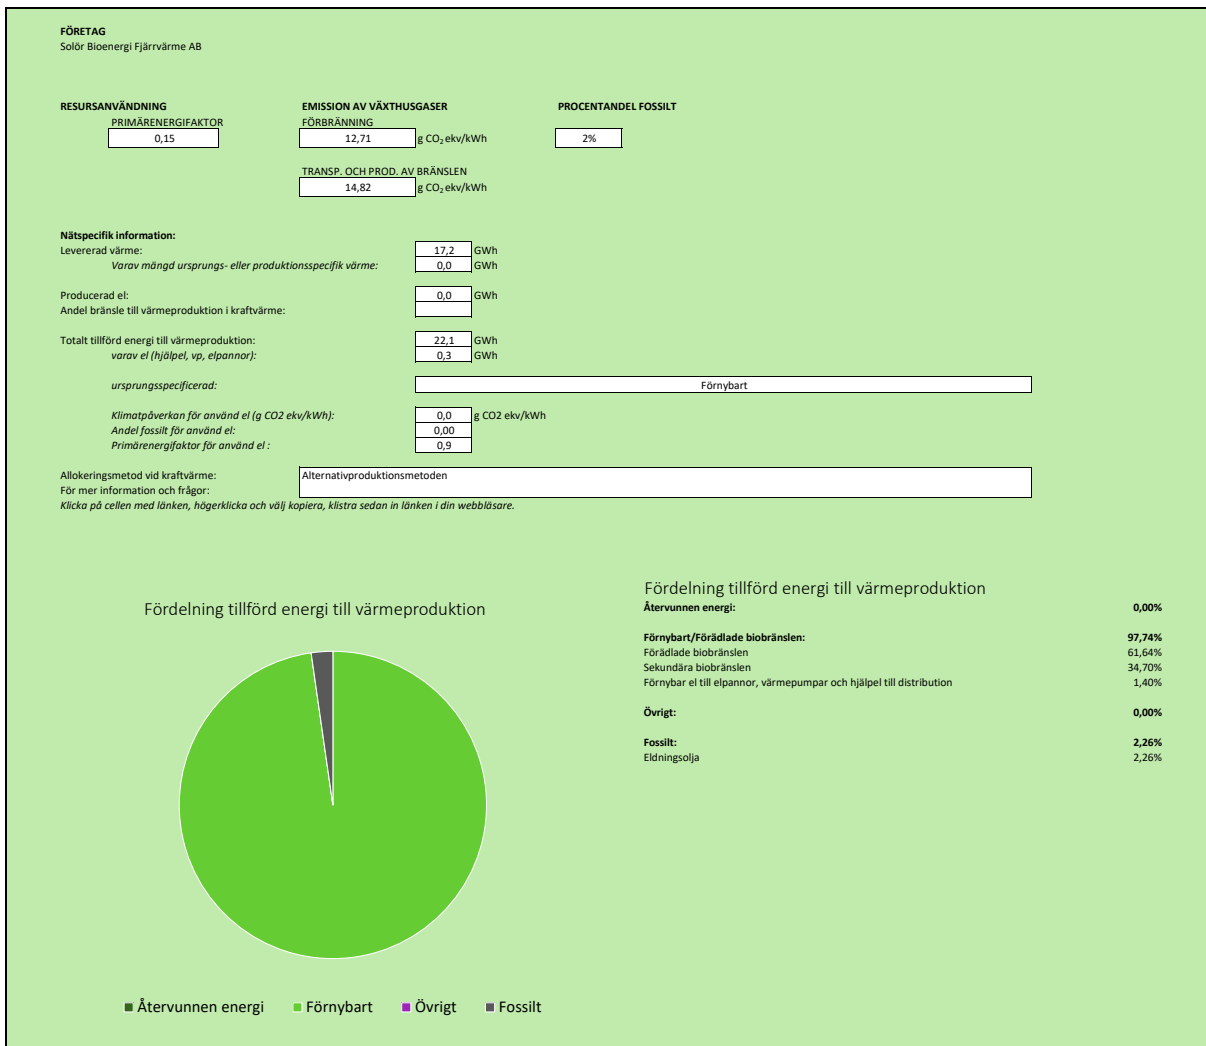 FÖRETAG
Solör Bioenergi Fjärrvärme AB
RESURSANVÄNDNING EMISSION AV VÄXTHUSGASER PROCENTANDEL FOSSILT
PRIMÄRENERGIFAKTOR FÖRBRÄNNING
0,15 12,71 g CO₂ ekv/kWh 2%
TRANSP. OCH PROD. AV BRÄNSLEN
14,82 g CO₂ ekv/kWh
Nätspecifik information:
Levererad värme: 17,2 GWh
Varav mängd ursprungs- eller produktionsspecifik värme: 0,0 GWh
Producerad el: 0,0 GWh
Andel bränsle till värmeproduktion i kraftvärme:
Totalt tillförd energi till värmeproduktion: 22,1 GWh
varav el (hjälpel, vp, elpannor): 0,3 GWh
ursprungsspecificerad: Förnybart
Klimatpåverkan för använd el (g CO2 ekv/kWh): 0,0 g CO2 ekv/kWh
Andel fossilt för använd el: 0,00
Primärenergifaktor för använd el : 0,9
Allokeringsmetod vid kraftvärme: Alternativproduktionsmetoden
För mer information och frågor:
Klicka på cellen med länken, högerklicka och välj kopiera, klistra sedan in länken i din webbläsare.
Fördelning tillförd energi till värmeproduktion
Återvunnen energi Förnybart Övrigt Fossilt
Fördelning tillförd energi till värmeproduktion
Återvunnen energi: 0,00%
Förnybart/Förädlade biobränslen: 97,74%
Förädlade biobränslen 61,64%
Sekundära biobränslen 34,70%
Förnybar el till elpannor, värmepumpar och hjälpel till distribution 1,40%
Övrigt: 0,00%
Fossilt: 2,26%
Eldningsolja 2,26%